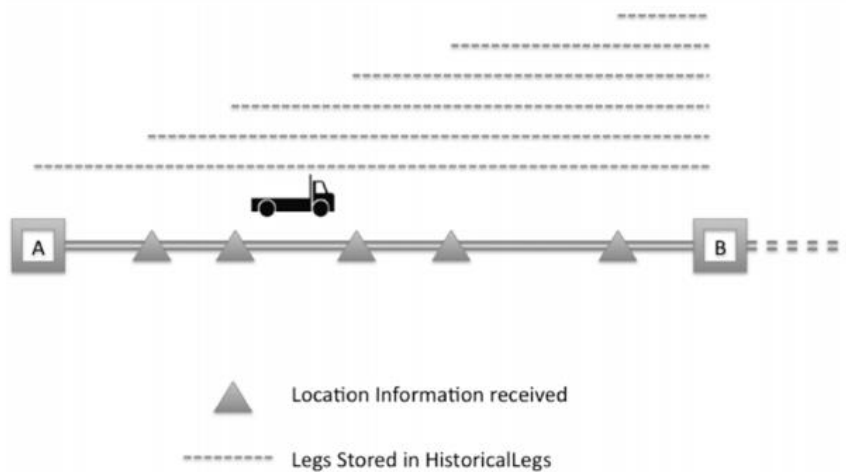 A
B
Location Information received
Legs Stored in HistoricalLegs